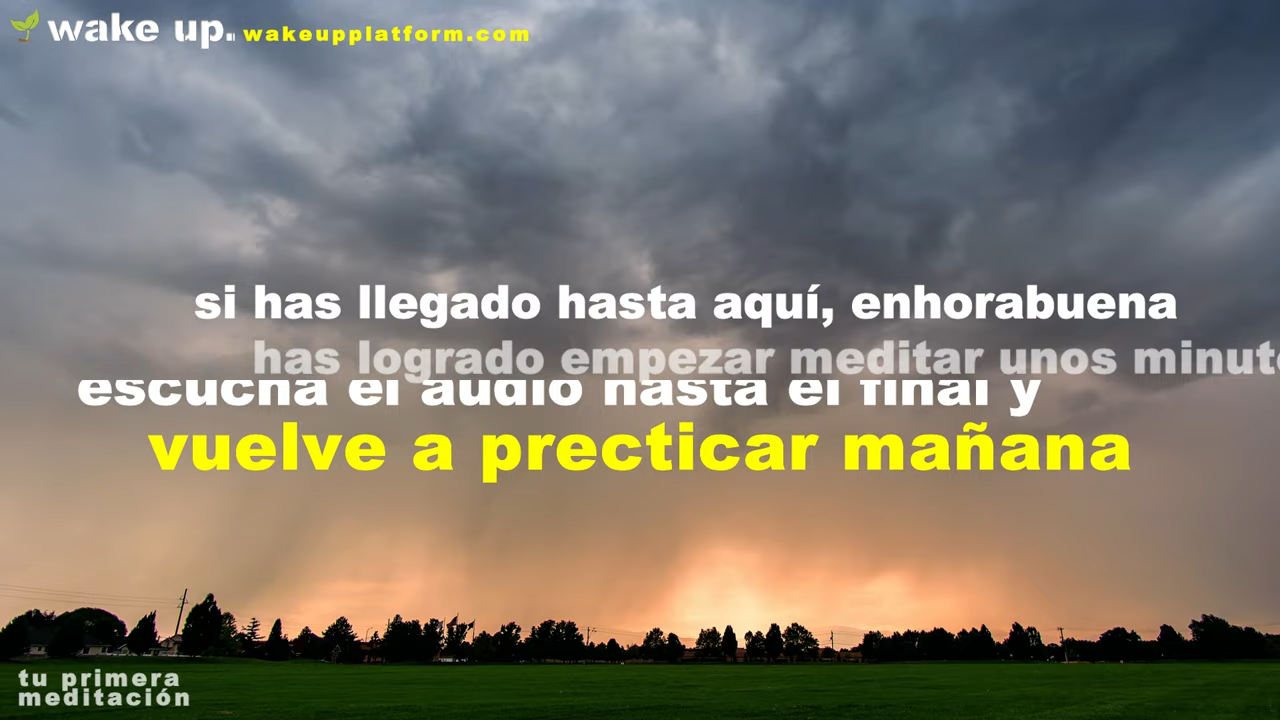 wake up. wakeupplatform.com
si has llegado hasta aquí, enhorabuena
has logrado empezar meditar unos minuto
escucha el audio hasta el final y
vuelve a precticar mañana
tu primera
meditación